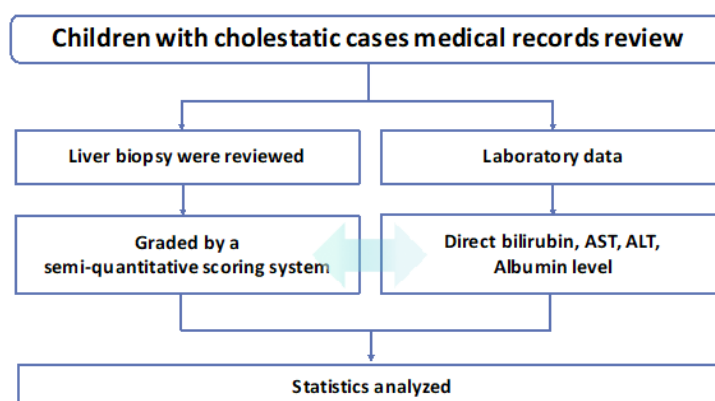 Children with cholestatic cases medical records review
Liver biopsy were reviewed
Laboratory data
Graded by a
semi-quantitative scoring system
Direct bilirubin, AST, ALT,
Albumin level
Statistics analyzed